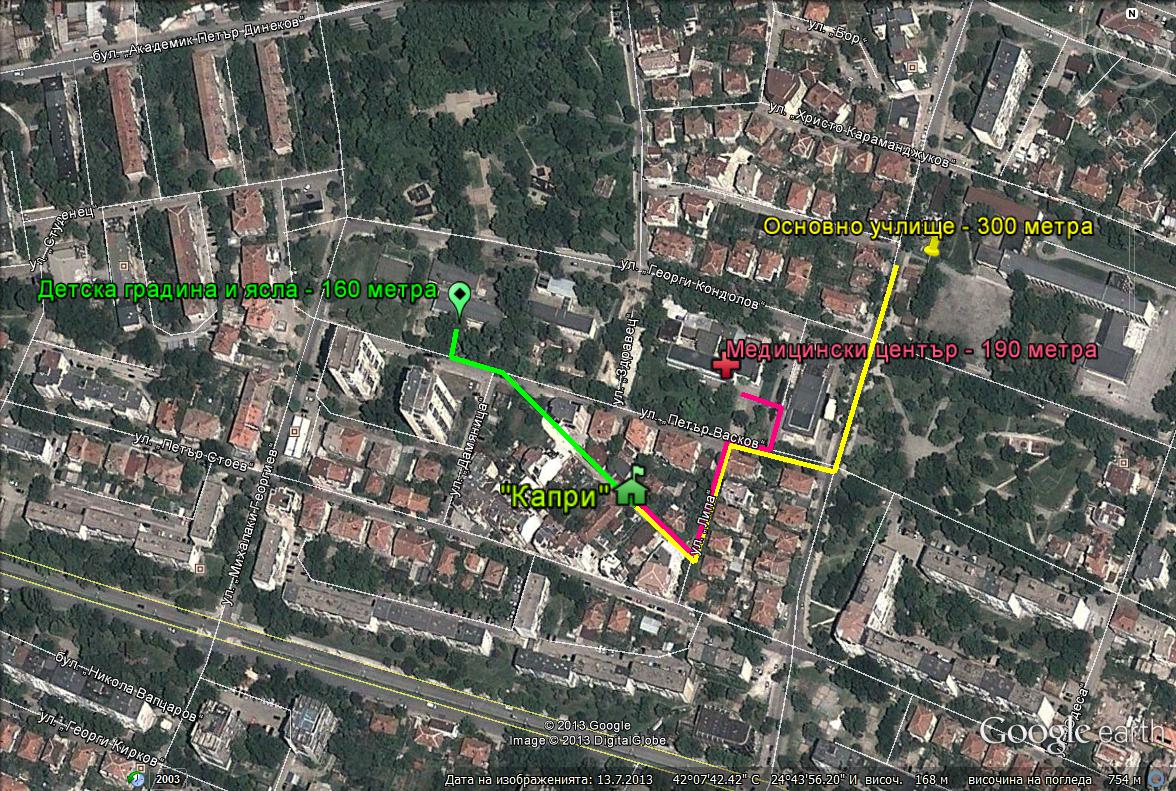 N
бул. „Академик Петър Динеков"
ул. „Бор"
ул. „Христо Караманджуков"
ул. „Студенец"
Основно училище - 300 метра
ул. „Георги Кондолов"
Детска градина и ясла - 160 метра
ул. „Здравец"
Медицински център - 190 метра
ул. „Петър Васков"
ул. „Дамяница"
ул. „Петър Стоев"
ул. „Михалаки Георгиев"
"Капри"
ул. „Липа"
бул. „Никола Вапцаров"
ул. „Георги Кирков"
© 2013 Google
Image © 2013 DigitalGlobe
Google earth
2003
Дата на изображенията: 13.7.2013 42°07'42.42" С 24°43'56.20" И височ. 168 м височина на погледа 754 м